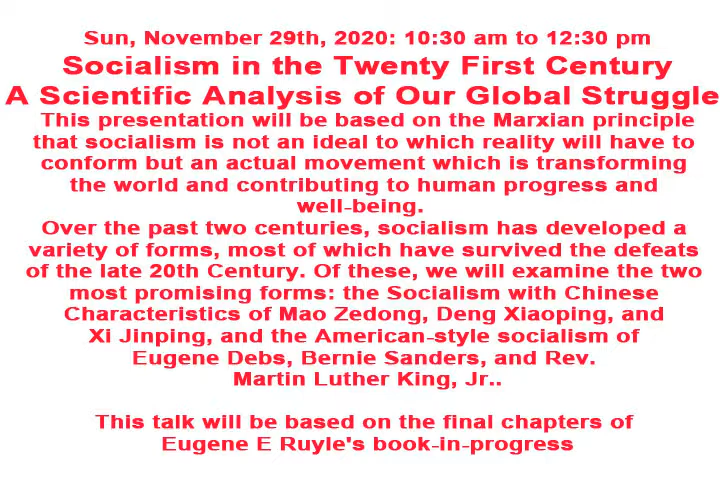 Sun, November 29th, 2020: 10:30 am to 12:30 pm
Socialism in the Twenty First Century
A Scientific Analysis of Our Global Struggle
This presentation will be based on the Marxian principle
that socialism is not an ideal to which reality will have to
conform but an actual movement which is transforming
the world and contributing to human progress and
well-being.
Over the past two centuries, socialism has developed a
variety of forms, most of which have survived the defeats
of the late 20th Century. Of these, we will examine the two
most promising forms: the Socialism with Chinese
Characteristics of Mao Zedong, Deng Xiaoping, and
Xi Jinping, and the American-style socialism of
Eugene Debs, Bernie Sanders, and Rev.
Martin Luther King, Jr..
This talk will be based on the final chapters of
Eugene E Ruyle's book-in-progress